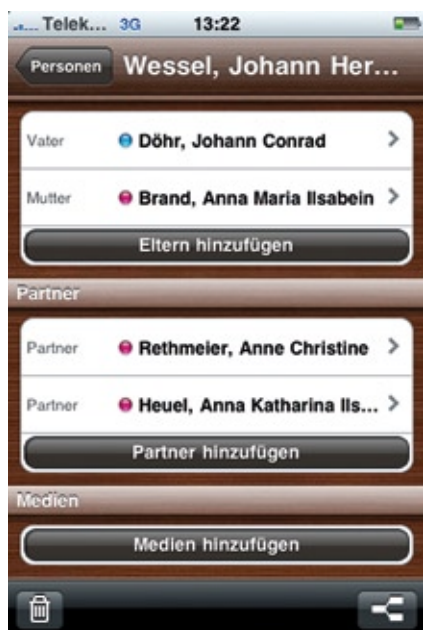 Telek... 3G 13:22
Personen Wessel, Johann Her...
Vater Döhr, Johann Conrad
Mutter Brand, Anna Maria Ilsabein
Eltern hinzufügen
Partner
Partner Rethmeier, Anne Christine
Partner Heuel, Anna Katharina Ils...
Partner hinzufügen
Medien
Medien hinzufügen